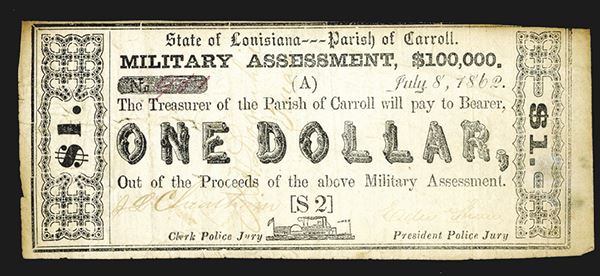 State of Louisiana---Parish of Carroll.
MILITARY ASSESSMENT, $100,000.
No.
(A)
July 8, 1862.
The Treasurer of the Parish of Carroll will pay to Bearer,
$1.
ONE DOLLAR,
$1.
Out of the Proceeds of the above Military Assessment.
[S 2]
Clerk Police Jury
President Police Jury